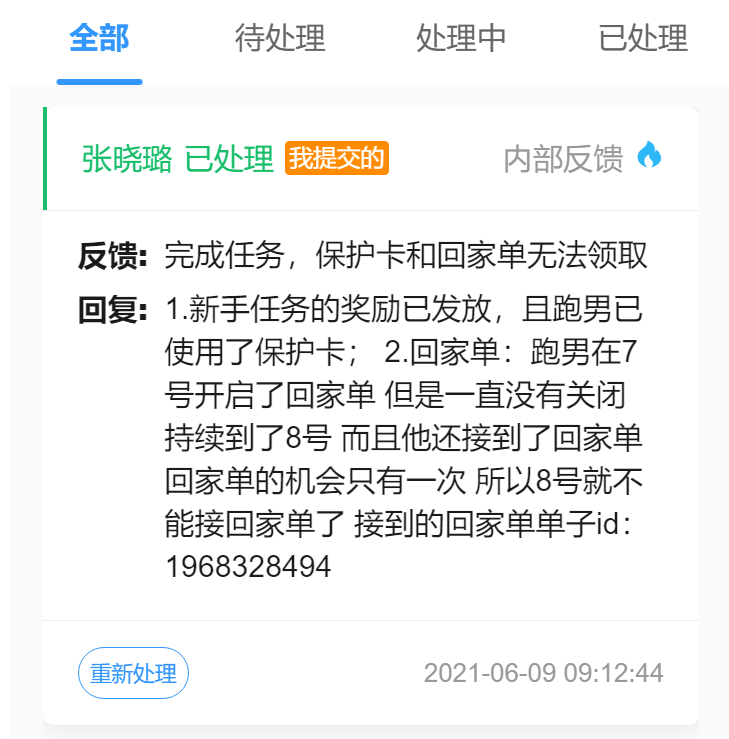 全部 待处理 处理中 已处理
张晓璐 已处理 我提交的 内部反馈
反馈: 完成任务，保护卡和回家单无法领取
回复: 1.新手任务的奖励已发放，且跑男已
使用了保护卡； 2.回家单：跑男在7
号开启了回家单 但是一直没有关闭
持续到了8号 而且他还接到了回家单
回家单的机会只有一次 所以8号就不
能接回家单了 接到的回家单单子id：
1968328494
重新处理 2021-06-09 09:12:44